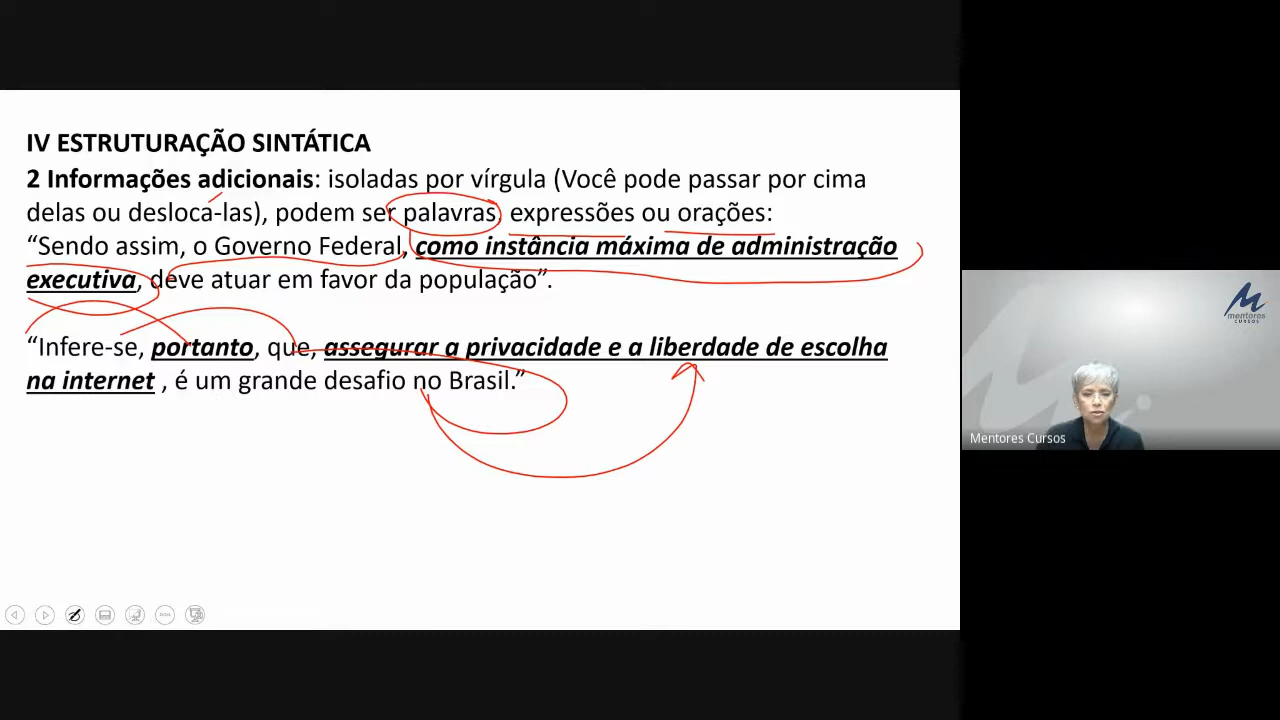 IV ESTRUTURAÇÃO SINTÁTICA
2 Informações adicionais: isoladas por vírgula (Você pode passar por cima
delas ou deslocá-las), podem ser palavras, expressões ou orações:
“Sendo assim, o Governo Federal, como instância máxima de administração
executiva, deve atuar em favor da população”.
“Infere-se, portanto, que, assegurar a privacidade e a liberdade de escolha
na internet , é um grande desafio no Brasil.”
mentores
CURSOS
Mentores Cursos